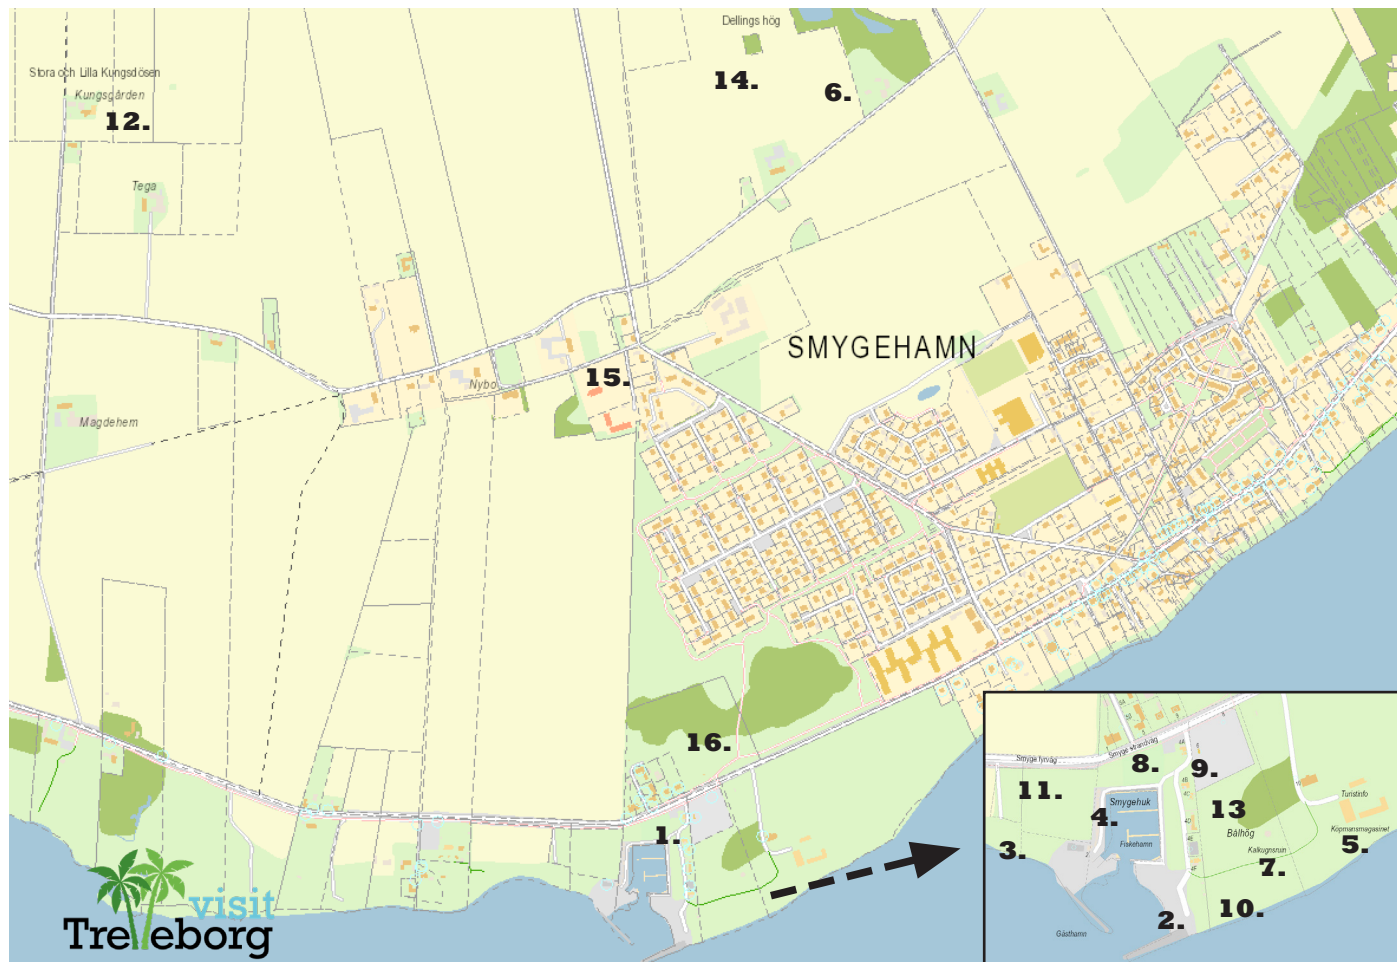 Dellings hög
Stora och Lilla Kungsdösen
Kungsgården
14.
6.
12.
Tega
SMYGEHAMN
15.
Nybo
Magdehem
16.
1.
Smyge fyrväg
Smyge strandväg
8.
9.
11.
Smygehuk
4.
13
Turistinfo
Bålhög
Köpmansmagasinet
Fiskehamn
3.
Kalkugnsruin
5.
7.
10.
2.
Gästhamn
visit
Trelleborg